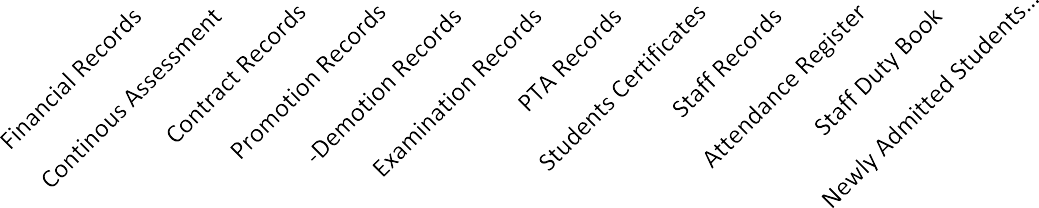 Financial Records
Continous Assessment
Contract Records
Promotion Records
-Demotion Records
Examination Records
PTA Records
Students Certificates
Staff Records
Attendance Register
Staff Duty Book
Newly Admitted Students...